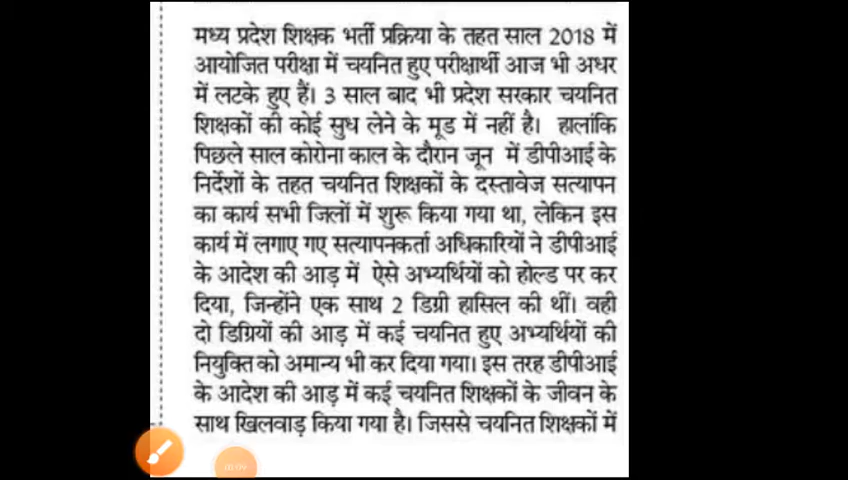 मध्य प्रदेश शिक्षक भर्ती प्रक्रिया के तहत साल 2018 में
आयोजित परीक्षा में चयनित हुए परीक्षार्थी आज भी अधर
में लटके हुए हैं। 3 साल बाद भी प्रदेश सरकार चयनित
शिक्षकों की कोई सुध लेने के मूड में नहीं है। हालांकि
पिछले साल कोरोना काल के दौरान जून में डीपीआई के
निर्देशों के तहत चयनित शिक्षकों के दस्तावेज सत्यापन
का कार्य सभी जिलों में शुरू किया गया था, लेकिन इस
कार्य में लगाए गए सत्यापनकर्ता अधिकारियों ने डीपीआई
के आदेश की आड़ में ऐसे अभ्यर्थियों को होल्ड पर कर
दिया, जिन्होंने एक साथ 2 डिग्री हासिल की थीं। वही
दो डिग्रियों की आड़ में कई चयनित हुए अभ्यर्थियों की
नियुक्ति को अमान्य भी कर दिया गया। इस तरह डीपीआई
के आदेश की आड़ में कई चयनित शिक्षकों के जीवन के
साथ खिलवाड़ किया गया है। जिससे चयनित शिक्षकों में